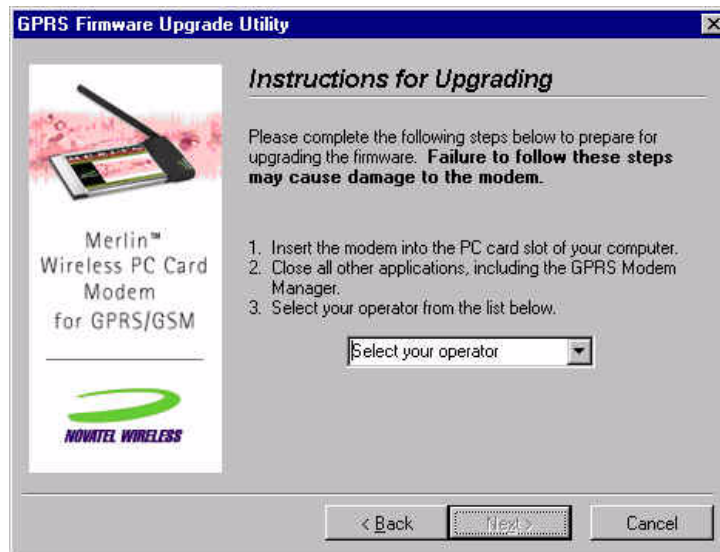 GPRS Firmware Upgrade Utility
Instructions for Upgrading
Please complete the following steps below to prepare for
upgrading the firmware. Failure to follow these steps
may cause damage to the modem.
Merlin™
Wireless PC Card
Modem
for GPRS/GSM
1. Insert the modem into the PC card slot of your computer.
2. Close all other applications, including the GPRS Modem
Manager.
3. Select your operator from the list below.
Select your operator
NOVATEL WIRELESS
< Back
Next >
Cancel